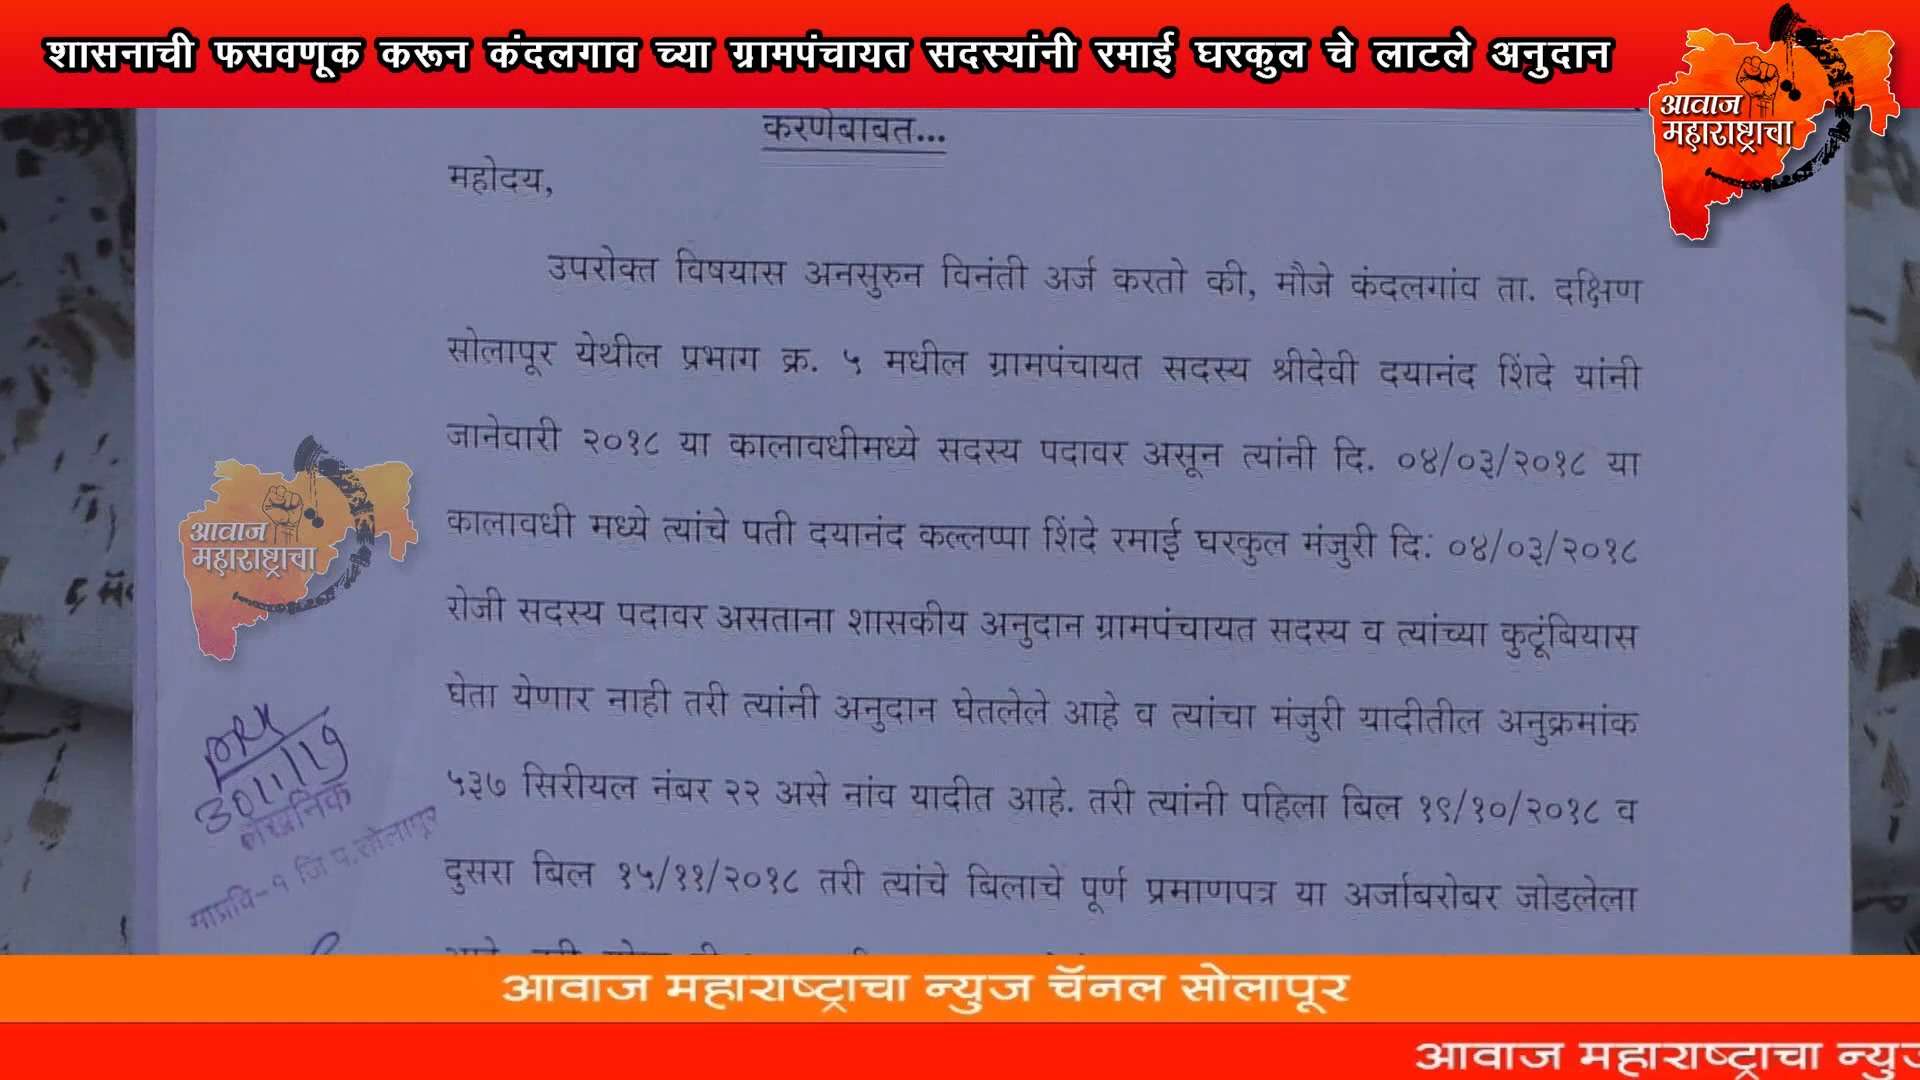 शासनाची फसवणूक करून कंदलगाव च्या ग्रामपंचायत सदस्यांनी रमाई घरकुल चे लाटले अनुदान
आवाज
महाराष्ट्राचा
करणेबाबत...
महोदय,
उपरोक्त विषयास अनसुरुन विनंती अर्ज करतो की, मौजे कंदलगांव ता. दक्षिण
सोलापूर येथील प्रभाग क्र. ५ मधील ग्रामपंचायत सदस्य श्रीदेवी दयानंद शिंदे यांनी
जानेवारी २०१८ या कालावधीमध्ये सदस्य पदावर असून त्यांनी दि. ०४/०३/२०१८ या
कालावधी मध्ये त्यांचे पती दयानंद कल्लप्पा शिंदे रमाई घरकुल मंजुरी दि: ०४/०३/२०१८
रोजी सदस्य पदावर असताना शासकीय अनुदान ग्रामपंचायत सदस्य व त्यांच्या कुटूंबियास
घेता येणार नाही तरी त्यांनी अनुदान घेतलेले आहे व त्यांचा मंजुरी यादीतील अनुक्रमांक
५३७ सिरीयल नंबर २२ असे नांव यादीत आहे. तरी त्यांनी पहिला बिल १९/१०/२०१८ व
दुसरा बिल १५/११/२०१८ तरी त्यांचे बिलाचे पूर्ण प्रमाणपत्र या अर्जाबरोबर जोडलेला
आवाज
महाराष्ट्राचा
लेखनिक
जि.प.सोलापूर
आवाज महाराष्ट्राचा न्युज चॅनल सोलापूर
आवाज महाराष्ट्राचा न्युज